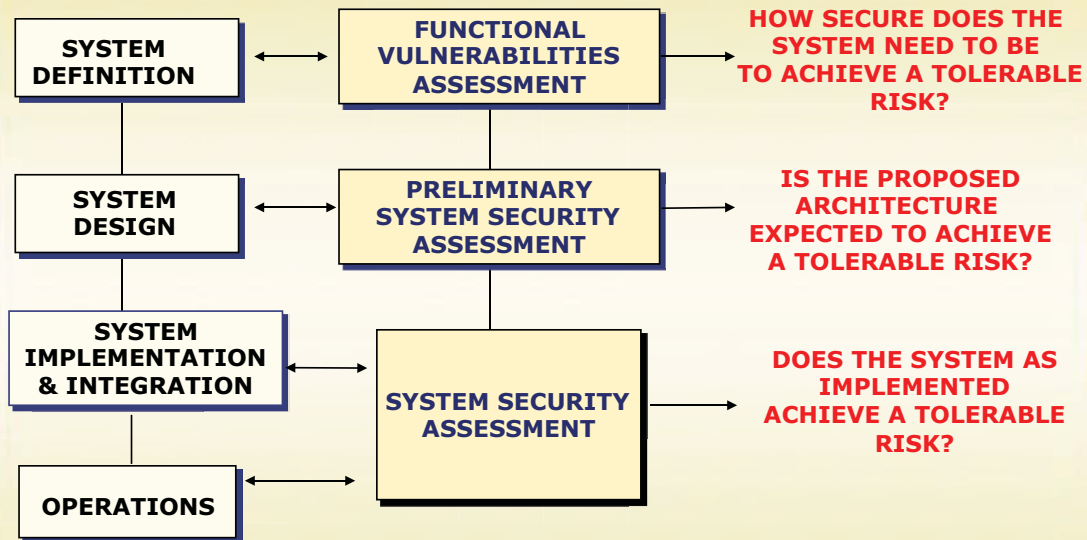 SYSTEM
DEFINITION
FUNCTIONAL
VULNERABILITIES
ASSESSMENT
HOW SECURE DOES THE
SYSTEM NEED TO BE
TO ACHIEVE A TOLERABLE
RISK?
SYSTEM
DESIGN
PRELIMINARY
SYSTEM SECURITY
ASSESSMENT
IS THE PROPOSED
ARCHITECTURE
EXPECTED TO ACHIEVE
A TOLERABLE RISK?
SYSTEM
IMPLEMENTATION
& INTEGRATION
SYSTEM SECURITY
ASSESSMENT
DOES THE SYSTEM AS
IMPLEMENTED
ACHIEVE A TOLERABLE
RISK?
OPERATIONS